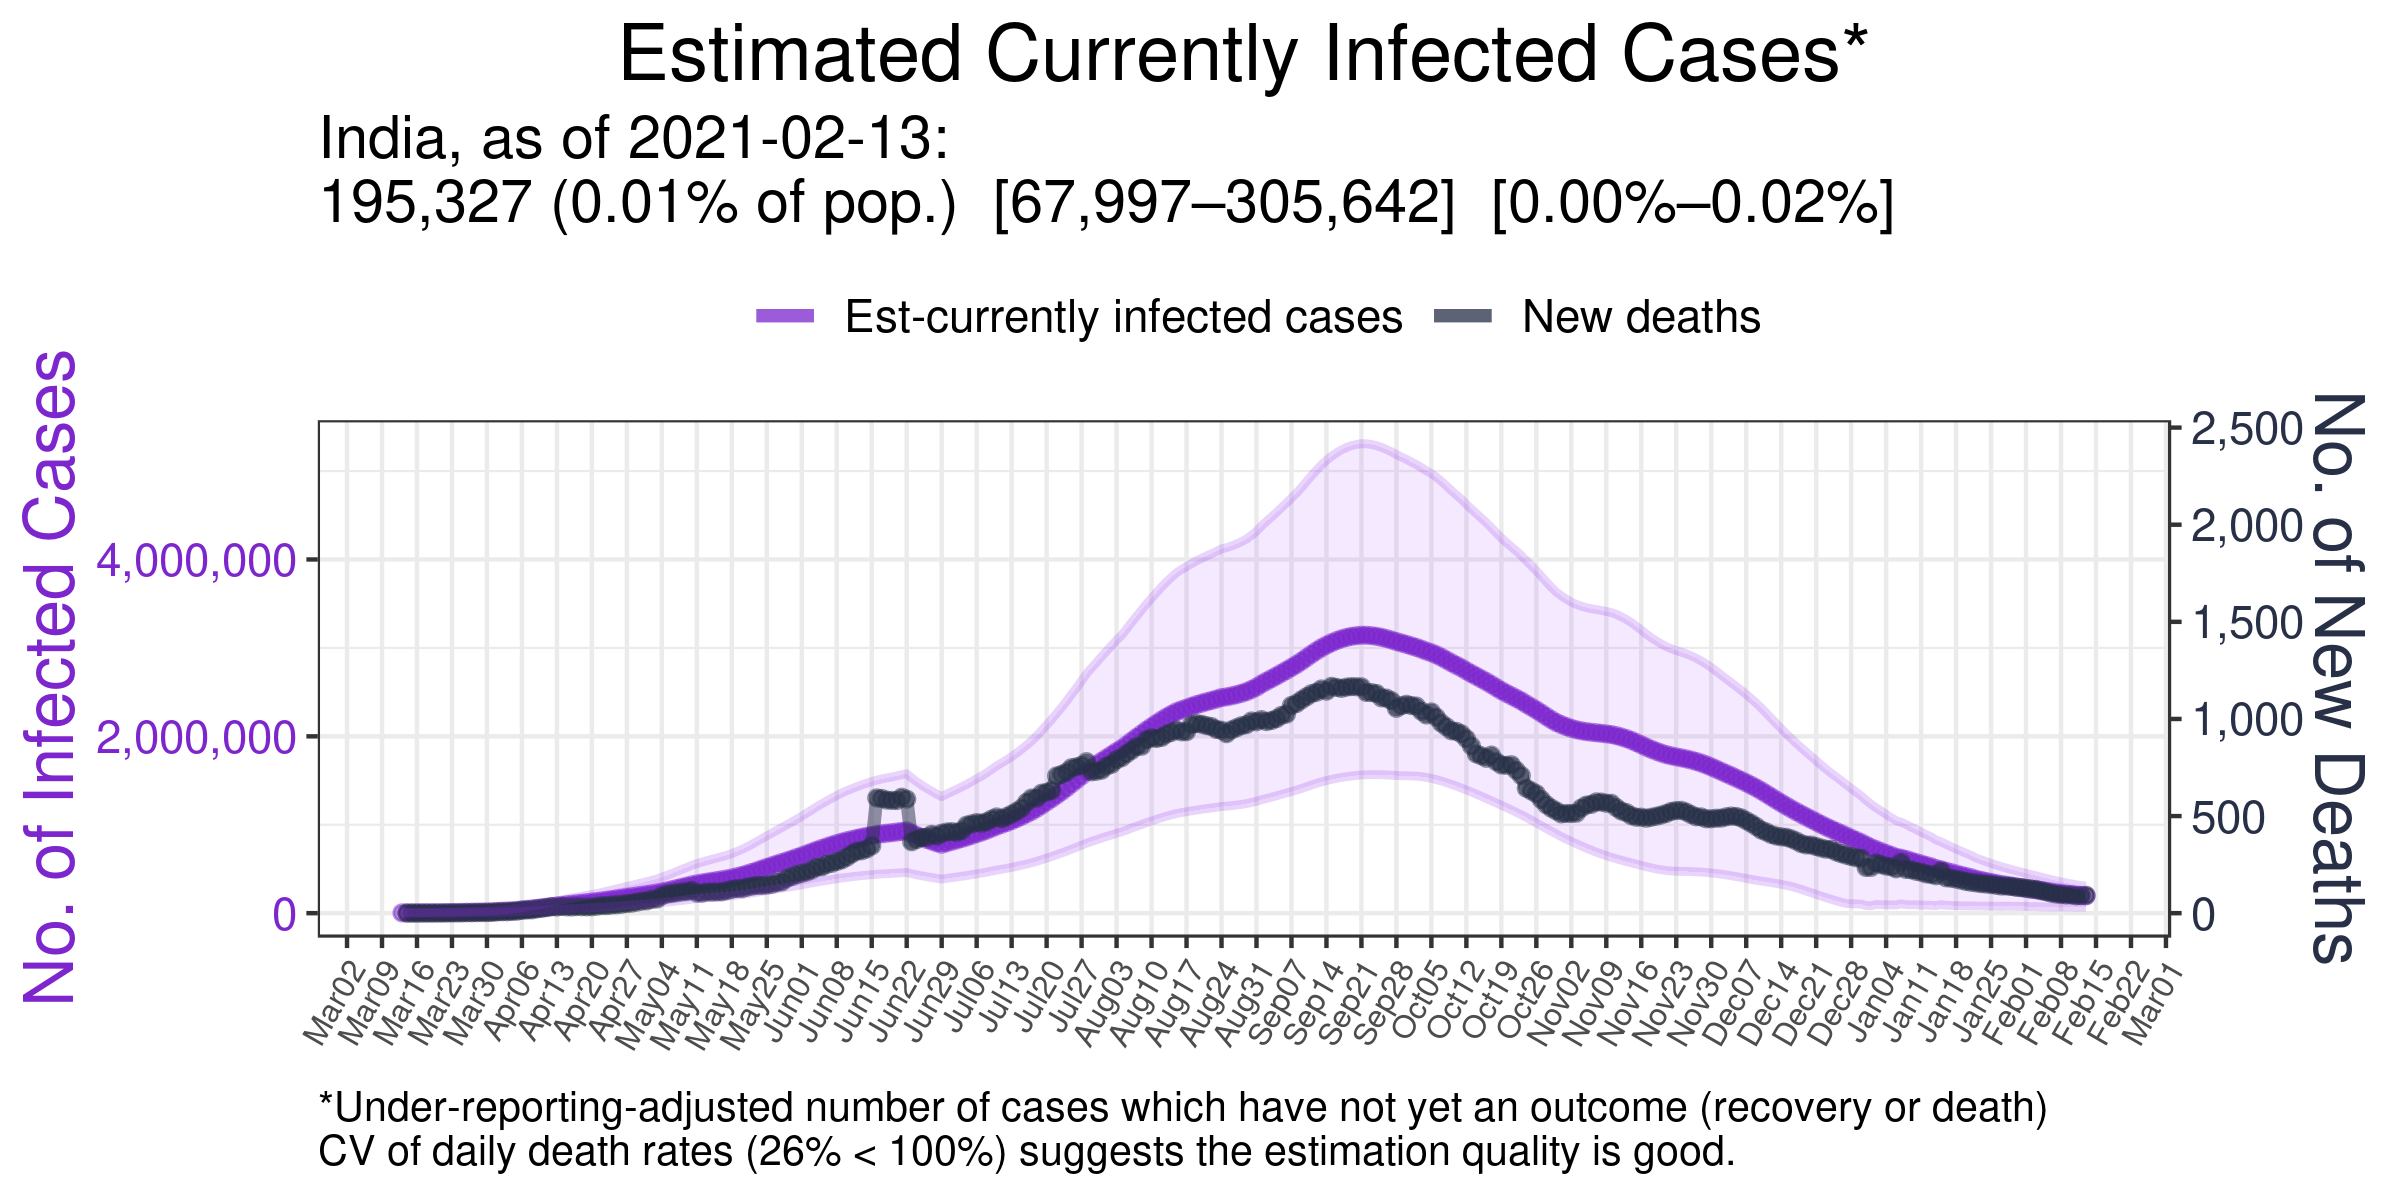 Estimated Currently Infected Cases*
India, as of 2021-02-13:
195,327 (0.01% of pop.)  [67,997–305,642]  [0.00%–0.02%]
Est-currently infected cases
New deaths
No. of Infected Cases
4,000,000
2,000,000
0
2,500
2,000
1,500
1,000
500
0
No. of New Deaths
Mar02
Mar09
Mar16
Mar23
Mar30
Apr06
Apr13
Apr20
Apr27
May04
May11
May18
May25
Jun01
Jun08
Jun15
Jun22
Jun29
Jul06
Jul13
Jul20
Jul27
Aug03
Aug10
Aug17
Aug24
Aug31
Sep07
Sep14
Sep21
Sep28
Oct05
Oct12
Oct19
Oct26
Nov02
Nov09
Nov16
Nov23
Nov30
Dec07
Dec14
Dec21
Dec28
Jan04
Jan11
Jan18
Jan25
Feb01
Feb08
Feb15
Feb22
Mar01
*Under-reporting-adjusted number of cases which have not yet an outcome (recovery or death)
CV of daily death rates (26% < 100%) suggests the estimation quality is good.